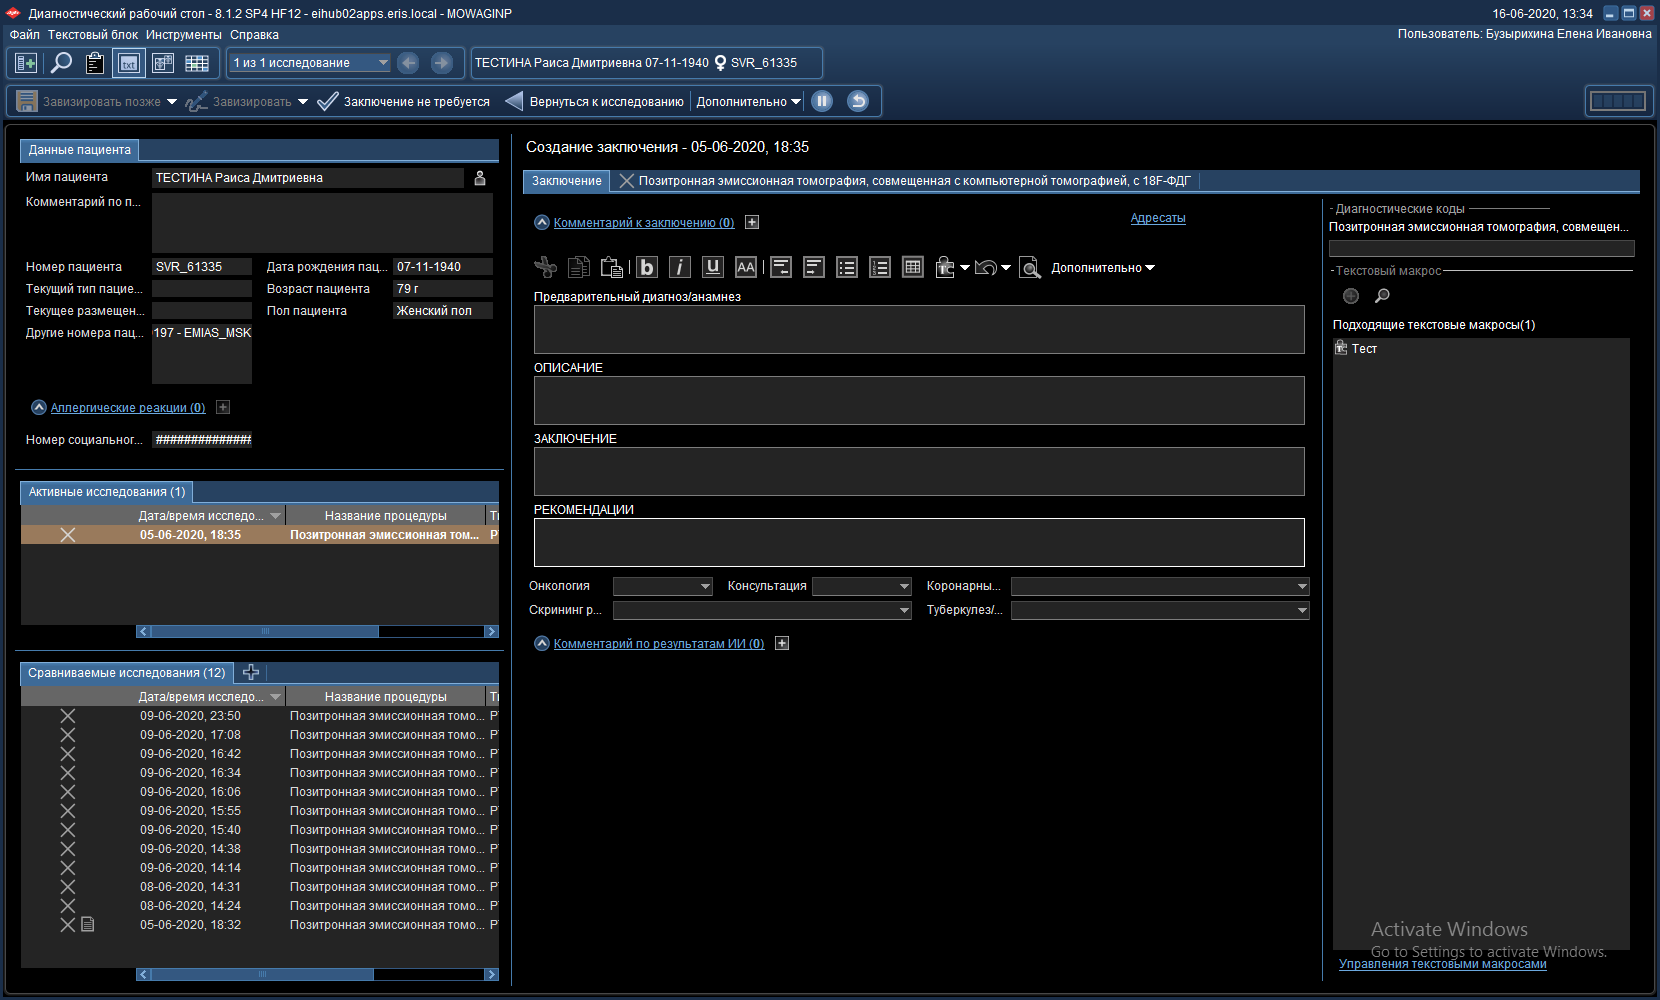 Диагностический рабочий стол - 8.1.2 SP4 HF12 - eihub02apps.eris.local - MOWAGINP
16-06-2020, 13:34
Файл Текстовый блок Инструменты Справка
Пользователь: Бузырихина Елена Ивановна
1 из 1 исследование
ТЕСТИНА Раиса Дмитриевна 07-11-1940 SVR_61335
Завизировать позже
Завизировать
Заключение не требуется
Вернуться к исследованию
Дополнительно
Данные пациента
Имя пациента
ТЕСТИНА Раиса Дмитриевна
Комментарий по п...
Номер пациента
SVR_61335
Дата рождения пац...
07-11-1940
Текущий тип пацие...
Возраст пациента
79 г
Текущее размещен...
Пол пациента
Женский пол
Другие номера пац...
197 - EMIAS_MSK
Аллергические реакции (0)
Номер социальног...
##############
Активные исследования (1)
Дата/время исследо...
Название процедуры
05-06-2020, 18:35
Позитронная эмиссионная том...
Сравниваемые исследования (12)
Дата/время исследо...
Название процедуры
09-06-2020, 23:50 Позитронная эмиссионная томо...
09-06-2020, 17:08 Позитронная эмиссионная томо...
09-06-2020, 16:42 Позитронная эмиссионная томо...
09-06-2020, 16:34 Позитронная эмиссионная томо...
09-06-2020, 16:06 Позитронная эмиссионная томо...
09-06-2020, 15:55 Позитронная эмиссионная томо...
09-06-2020, 15:40 Позитронная эмиссионная томо...
09-06-2020, 14:38 Позитронная эмиссионная томо...
09-06-2020, 14:14 Позитронная эмиссионная томо...
08-06-2020, 14:31 Позитронная эмиссионная томо...
08-06-2020, 14:24 Позитронная эмиссионная томо...
05-06-2020, 18:32 Позитронная эмиссионная томо...
Создание заключения - 05-06-2020, 18:35
Заключение
Позитронная эмиссионная томография, совмещенная с компьютерной томографией, с 18F-ФДГ
Комментарий к заключению (0)
Адресаты
b i u AA
Дополнительно
Предварительный диагноз/анамнез
ОПИСАНИЕ
ЗАКЛЮЧЕНИЕ
РЕКОМЕНДАЦИИ
Онкология
Консультация
Коронарны...
Скрининг р...
Туберкулез/...
Комментарий по результатам ИИ (0)
Диагностические коды
Позитронная эмиссионная томография, совмещен...
Текстовый макрос
Подходящие текстовые макросы(1)
Тест
Activate Windows
Go to Settings to activate Windows.
Управления текстовыми макросами